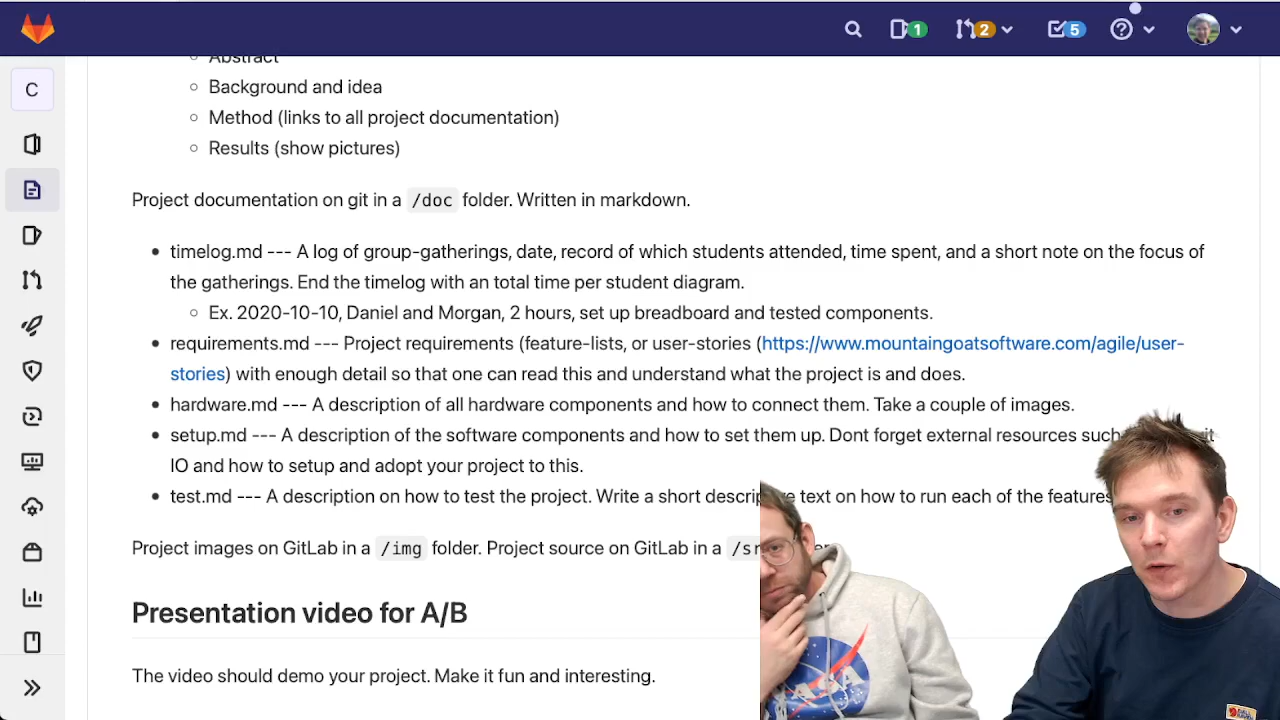 1
2
5
C
Abstract
Background and idea
Method (links to all project documentation)
Results (show pictures)
Project documentation on git in a /doc folder. Written in markdown.
timelog.md --- A log of group-gatherings, date, record of which students attended, time spent, and a short note on the focus of
the gatherings. End the timelog with an total time per student diagram.
Ex. 2020-10-10, Daniel and Morgan, 2 hours, set up breadboard and tested components.
requirements.md --- Project requirements (feature-lists, or user-stories (https://www.mountaingoatsoftware.com/agile/user-
stories) with enough detail so that one can read this and understand what the project is and does.
hardware.md --- A description of all hardware components and how to connect them. Take a couple of images.
setup.md --- A description of the software components and how to set them up. Dont forget external resources
IO and how to setup and adopt your project to this.
test.md --- A description on how to test the project. Write a short text on how to run each of the features
Project images on GitLab in a /img folder. Project source on GitLab in a
Presentation video for A/B
The video should demo your project. Make it fun and interesting.